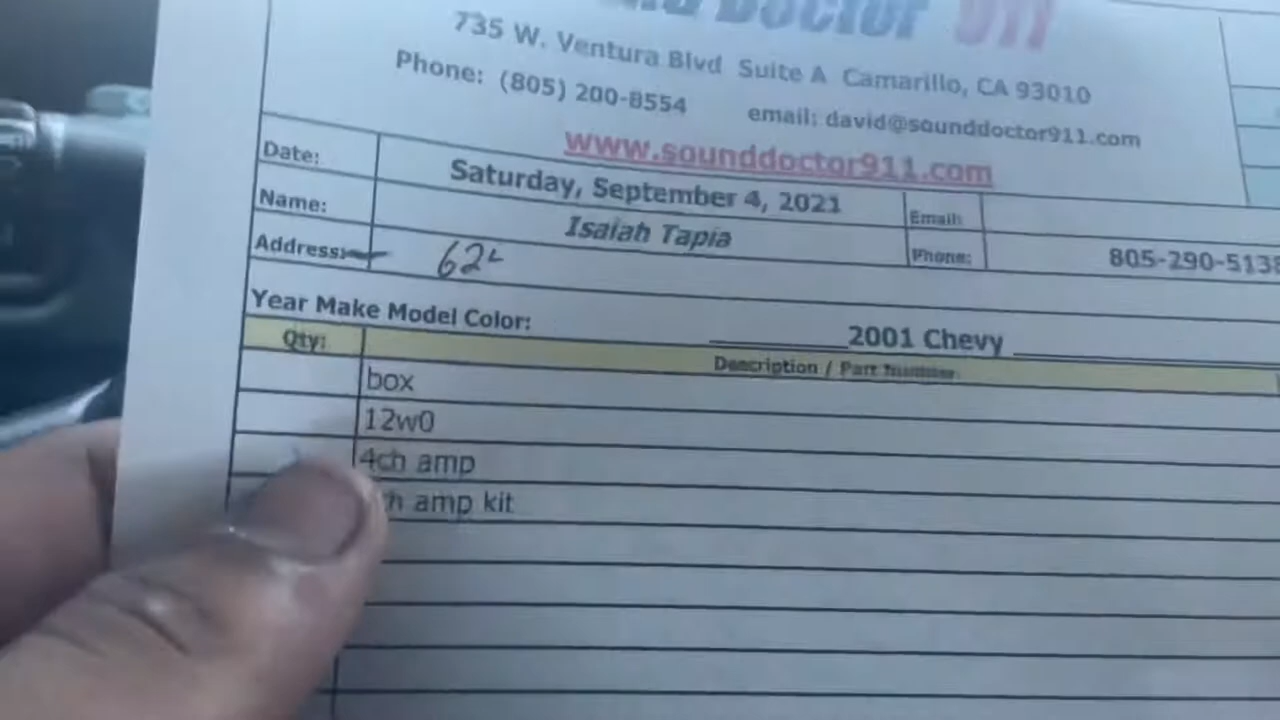 Doctor 911
735 W. Ventura Blvd Suite A Camarillo, CA 93010
Phone: (805) 200-8554 email: david@sounddoctor911.com
www.sounddoctor911.com
Date: Saturday, September 4, 2021 Email:
Name: Isaiah Tapia Phone: 805-290-5138
Address: 62
Year Make Model Color: 2001 Chevy
Qty: Description / Part Number
box
12w0
4ch amp
amp kit